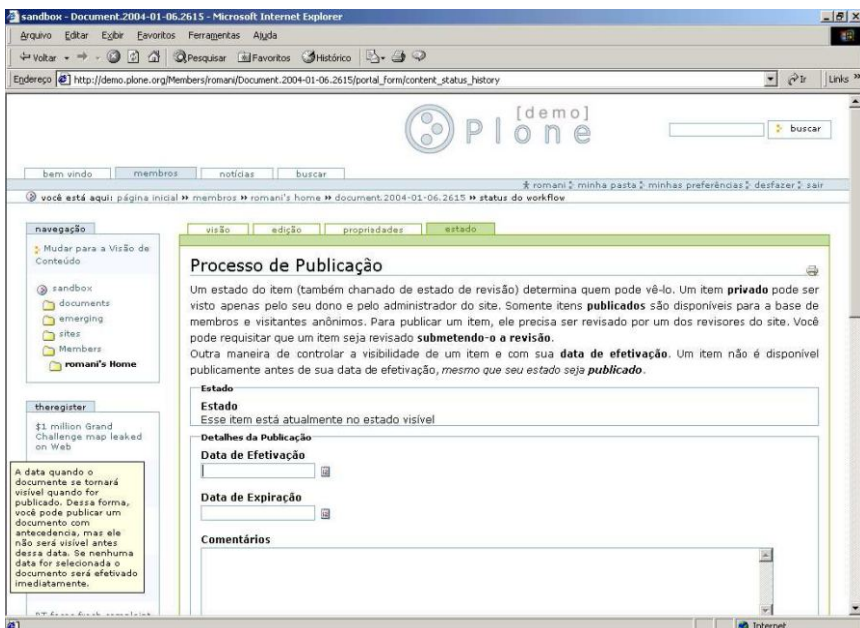 sandbox - Document.2004-01-06.2615 - Microsoft Internet Explorer
Arquivo Editar Exibir Favoritos Ferramentas Ajuda
Voltar Pesquisar Favoritos Histórico
Endereço http://demo.plone.org/Members/romani/Document.2004-01-06.2615/portal_form/content_status_history Ir Links »
[demo]
Plone
buscar
bem vindo membros notícias buscar
romani minha pasta minhas preferências desfazer sair
você está aqui: página inicial » membros » romani's home » document.2004-01-06.2615 » status do workflow
navegação
Mudar para a Visão de
Conteúdo
sandbox
documents
emerging
sites
Members
romani's Home
theregister
$1 million Grand
Challenge map leaked
on Web
A data quando o
documente se tornará
visível quando for
publicado. Dessa forma,
você pode publicar um
documento com
antecedencia, mas ele
não será visível antes
dessa data. Se nenhuma
data for selecionada o
documento será efetivado
imediatamente.
visão edição propriedades estado
Processo de Publicação
Um estado do item (também chamado de estado de revisão) determina quem pode vê-lo. Um item privado pode ser
visto apenas pelo seu dono e pelo administrador do site. Somente itens publicados são disponíveis para a base de
membros e visitantes anônimos. Para publicar um item, ele precisa ser revisado por um dos revisores do site. Você
pode requisitar que um item seja revisado submetendo-o a revisão.
Outra maneira de controlar a visibilidade de um item e com sua data de efetivação. Um item não é disponível
publicamente antes de sua data de efetivação, mesmo que seu estado seja publicado.
Estado
Estado
Esse item está atualmente no estado visível
Detalhes da Publicação
Data de Efetivação
Data de Expiração
Comentários
Internet